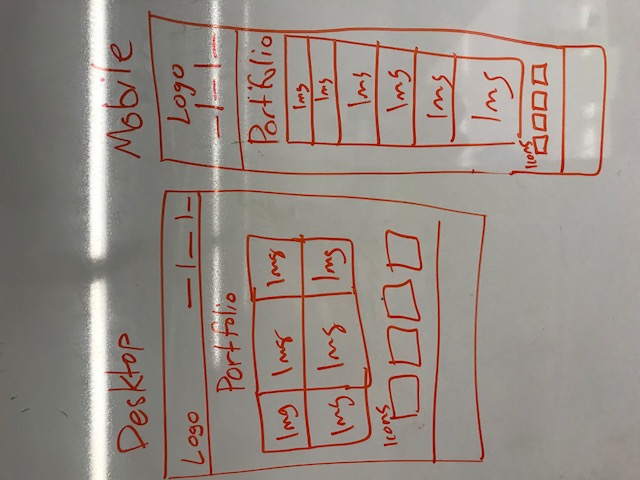 Desktop
Logo — | — | —
Portfolio
Img Img Img
Img Img Img
Icons
Mobile
Logo
— | — | —
Portfolio
Img
Img
Img
Img
Img
Img
Icons